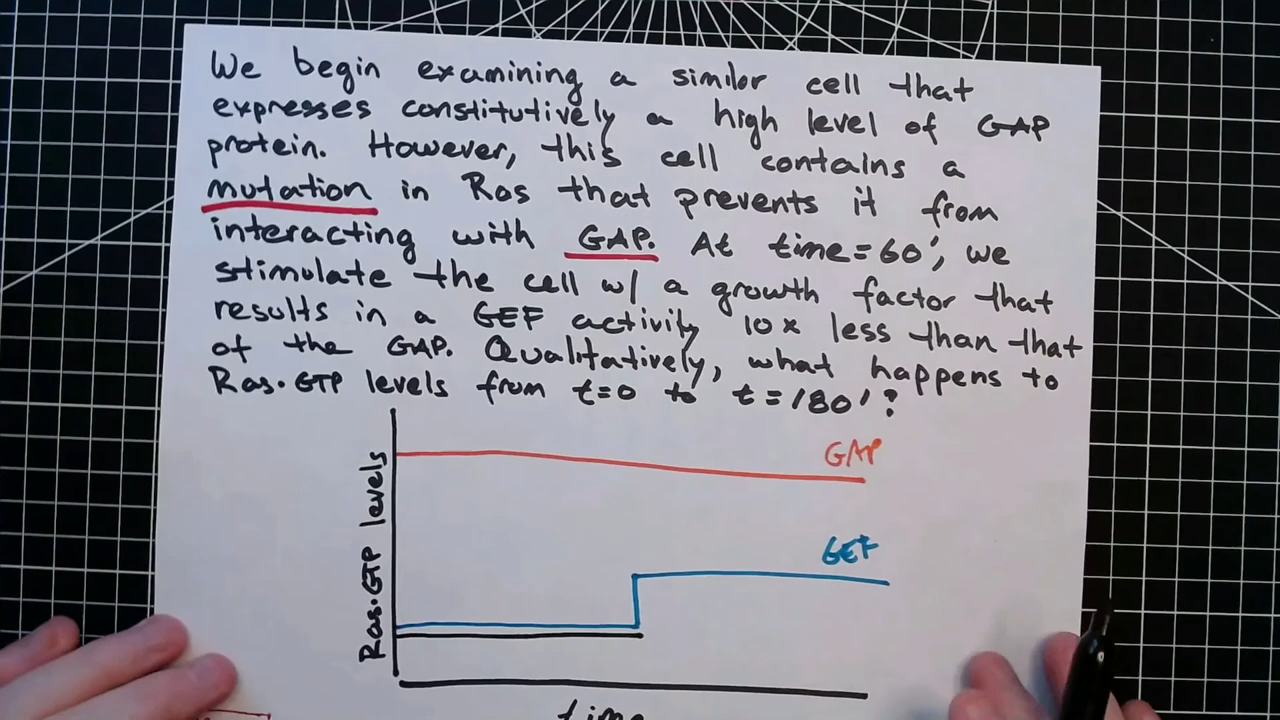 We begin examining a similar cell that
expresses constitutively a high level of GAP
protein. However, this cell contains a
mutation in Ras that prevents it from
interacting with GAP. At time=60', we
stimulate the cell w/ a growth factor that
results in a GEF activity 10x less than that
of the GAP. Qualitatively, what happens to
Ras·GTP levels from t=0 to t=180'?
GAP
GEF
Ras·GTP levels
time